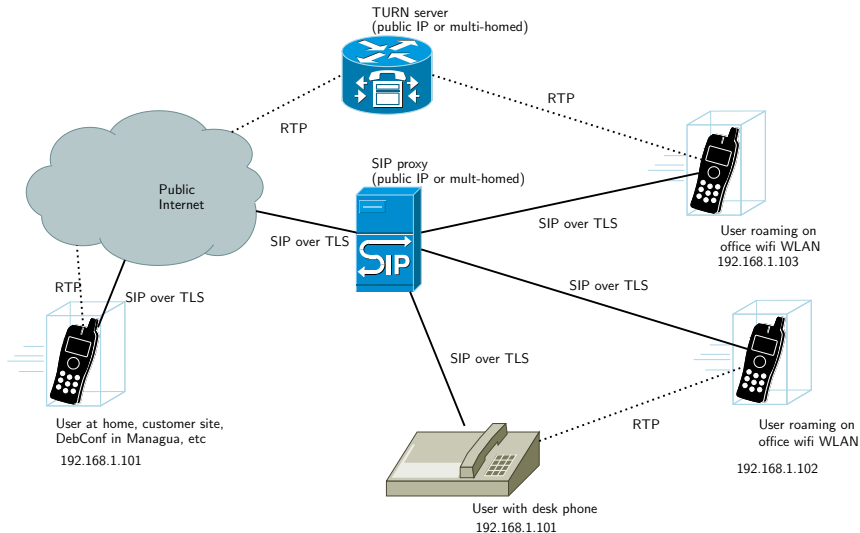 TURN server
(public IP or multi-homed)
RTP
RTP
SIP proxy
(public IP or mult-homed)
Public
Internet
SIP over TLS
SIP
SIP over TLS
User roaming on
office wifi WLAN
192.168.1.103
RTP
SIP over TLS
SIP over TLS
SIP over TLS
User at home, customer site,
DebConf in Managua, etc
192.168.1.101
RTP
User roaming on
office wifi WLAN
192.168.1.102
User with desk phone
192.168.1.101